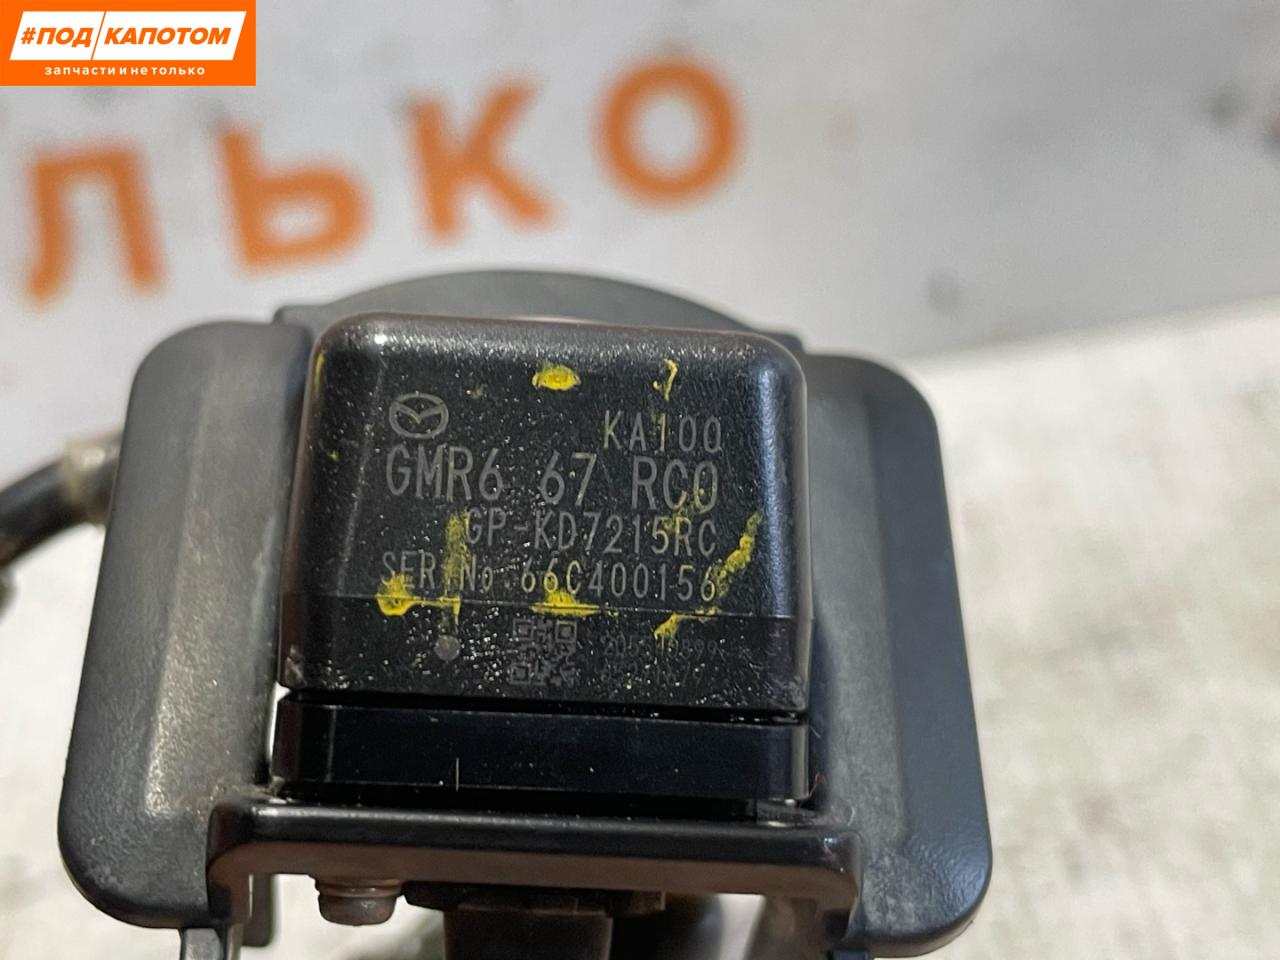 #ПОД КАПОТОМ
запчасти и не только
ЛЬКО
KA100
GMR6 67 RC0
GP-KD7215RC
SER No. 66C400156